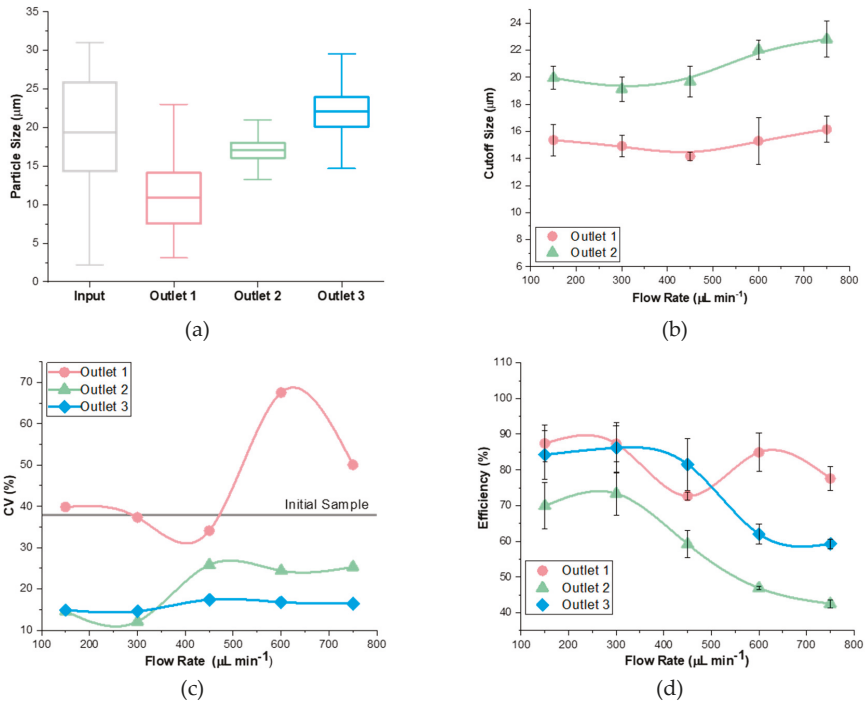 35
30
25
20
15
10
5
0
Particle Size (μm)
Input
Outlet 1
Outlet 2
Outlet 3
(a)
26
24
22
20
18
16
14
12
10
8
6
Cutoff Size (μm)
Outlet 1
Outlet 2
100 200 300 400 500 600 700 800
Flow Rate (μL min⁻¹)
(b)
70
60
50
40
30
20
10
CV (%)
Outlet 1
Outlet 2
Outlet 3
Initial Sample
100 200 300 400 500 600 700 800
Flow Rate (μL min⁻¹)
(c)
110
100
90
80
70
60
50
40
Efficiency (%)
Outlet 1
Outlet 2
Outlet 3
100 200 300 400 500 600 700 800
Flow Rate (μL min⁻¹)
(d)